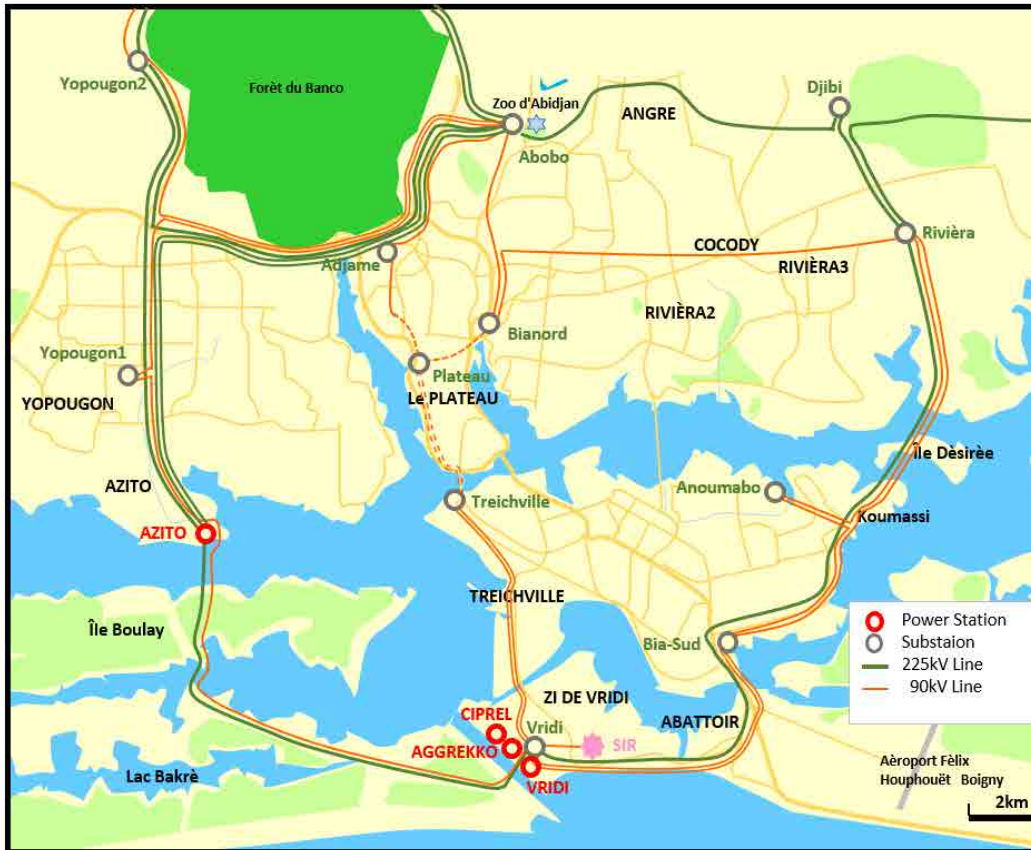 Yopougon2
Forèt du Banco
Zoo d'Abidjan
ANGRE
Djibi
Abobo
COCODY
Rivièra
RIVIÈRA3
Adjame
RIVIÈRA2
Bianord
Yopougon1
Plateau
Le PLATEAU
YOPOUGON
AZITO
Île Dèsirèe
Anoumabo
Treichville
Koumassi
AZITO
TREICHVILLE
Île Boulay
Bia-Sud
Power Station
Substaion
225kV Line
90kV Line
ZI DE VRIDI
CIPREL
ABATTOIR
Vridi
SIR
AGGREKKO
VRIDI
Lac Bakrè
Aèroport Fèlix
Houphouët Boigny
2km